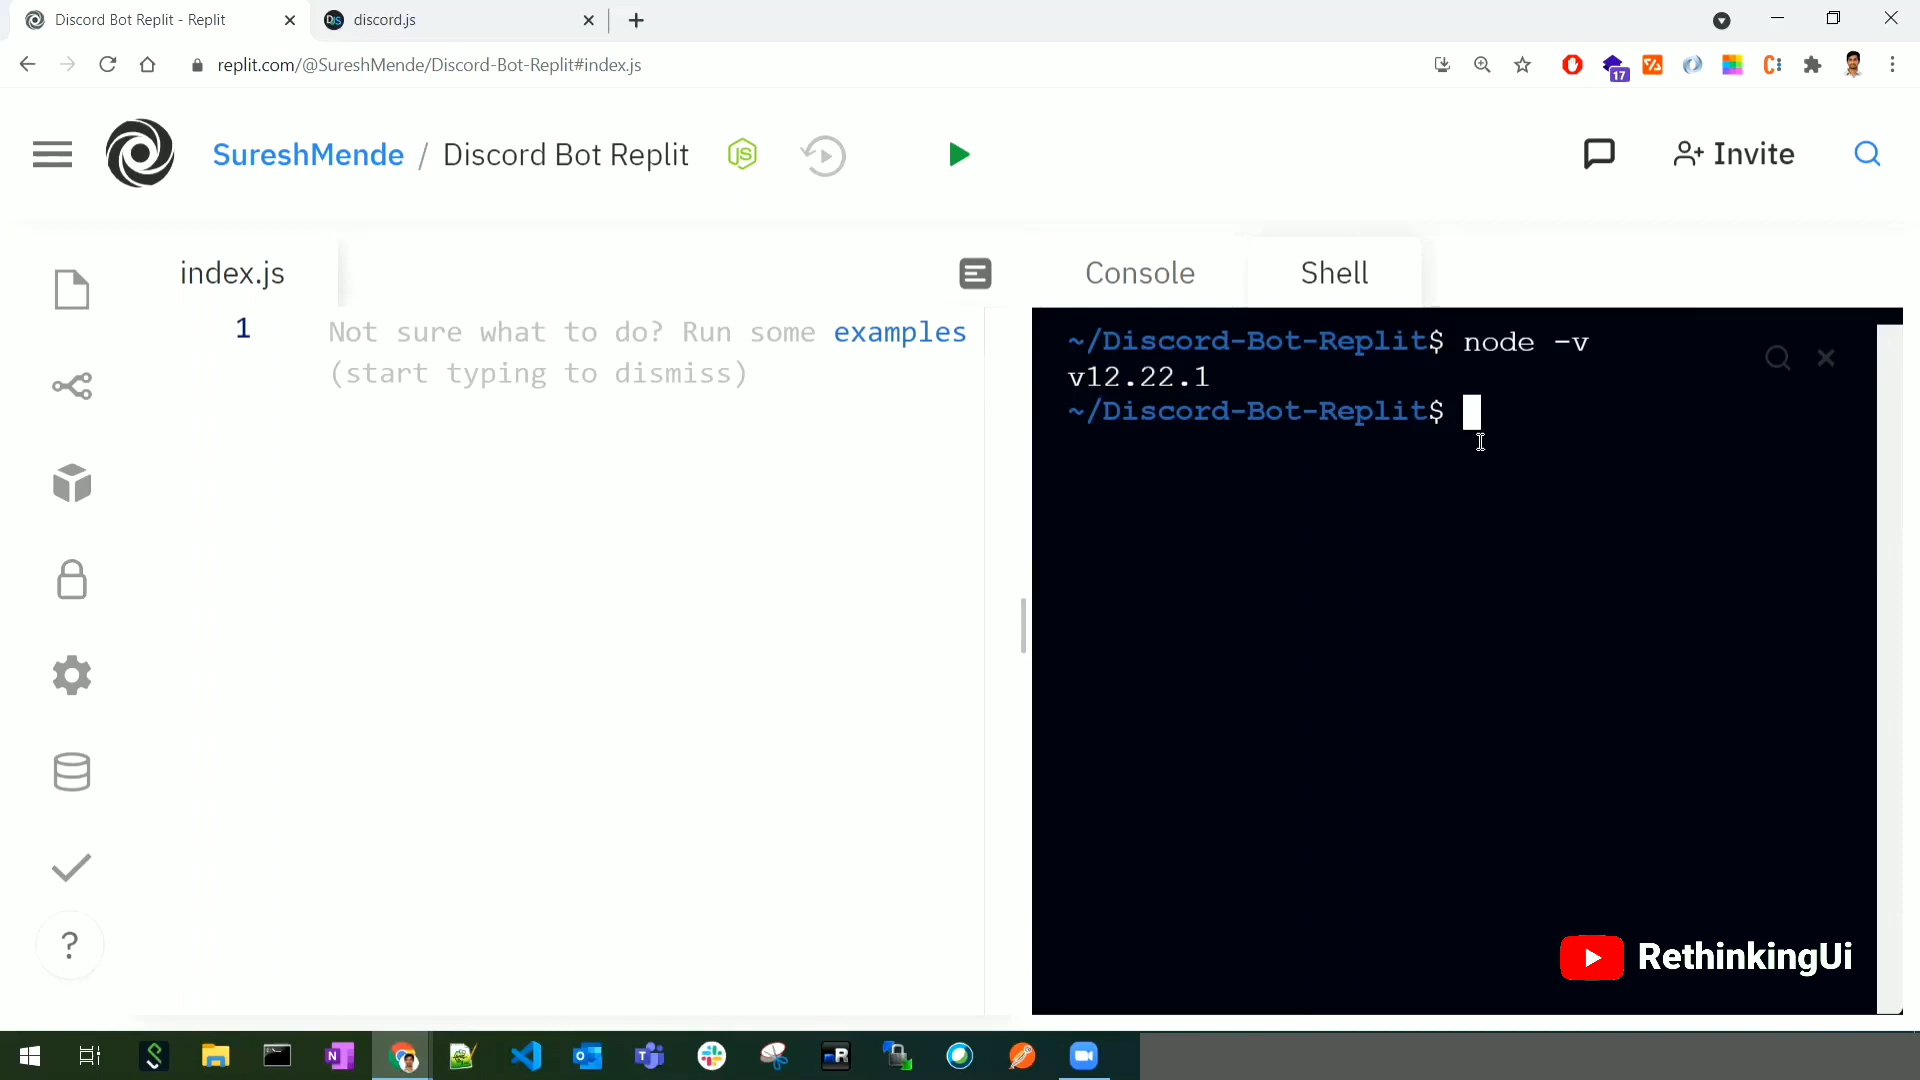 Discord Bot Replit - Replit
discord.js
replit.com/@SureshMende/Discord-Bot-Replit#index.js
17
SureshMende / Discord Bot Replit
JS
Invite
index.js
Console
Shell
1
Not sure what to do? Run some examples
(start typing to dismiss)
~/Discord-Bot-Replit$ node -v
v12.22.1
~/Discord-Bot-Replit$
?
RethinkingUi